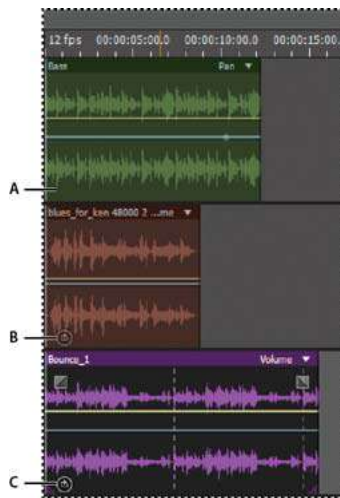 12 fps 00:00:05:00.0 00:00:10:00.0 00:00:15:00.
Bass Pan
A
blues_for_ken 48000 2 ...me
B
Bounce_1 Volume
C